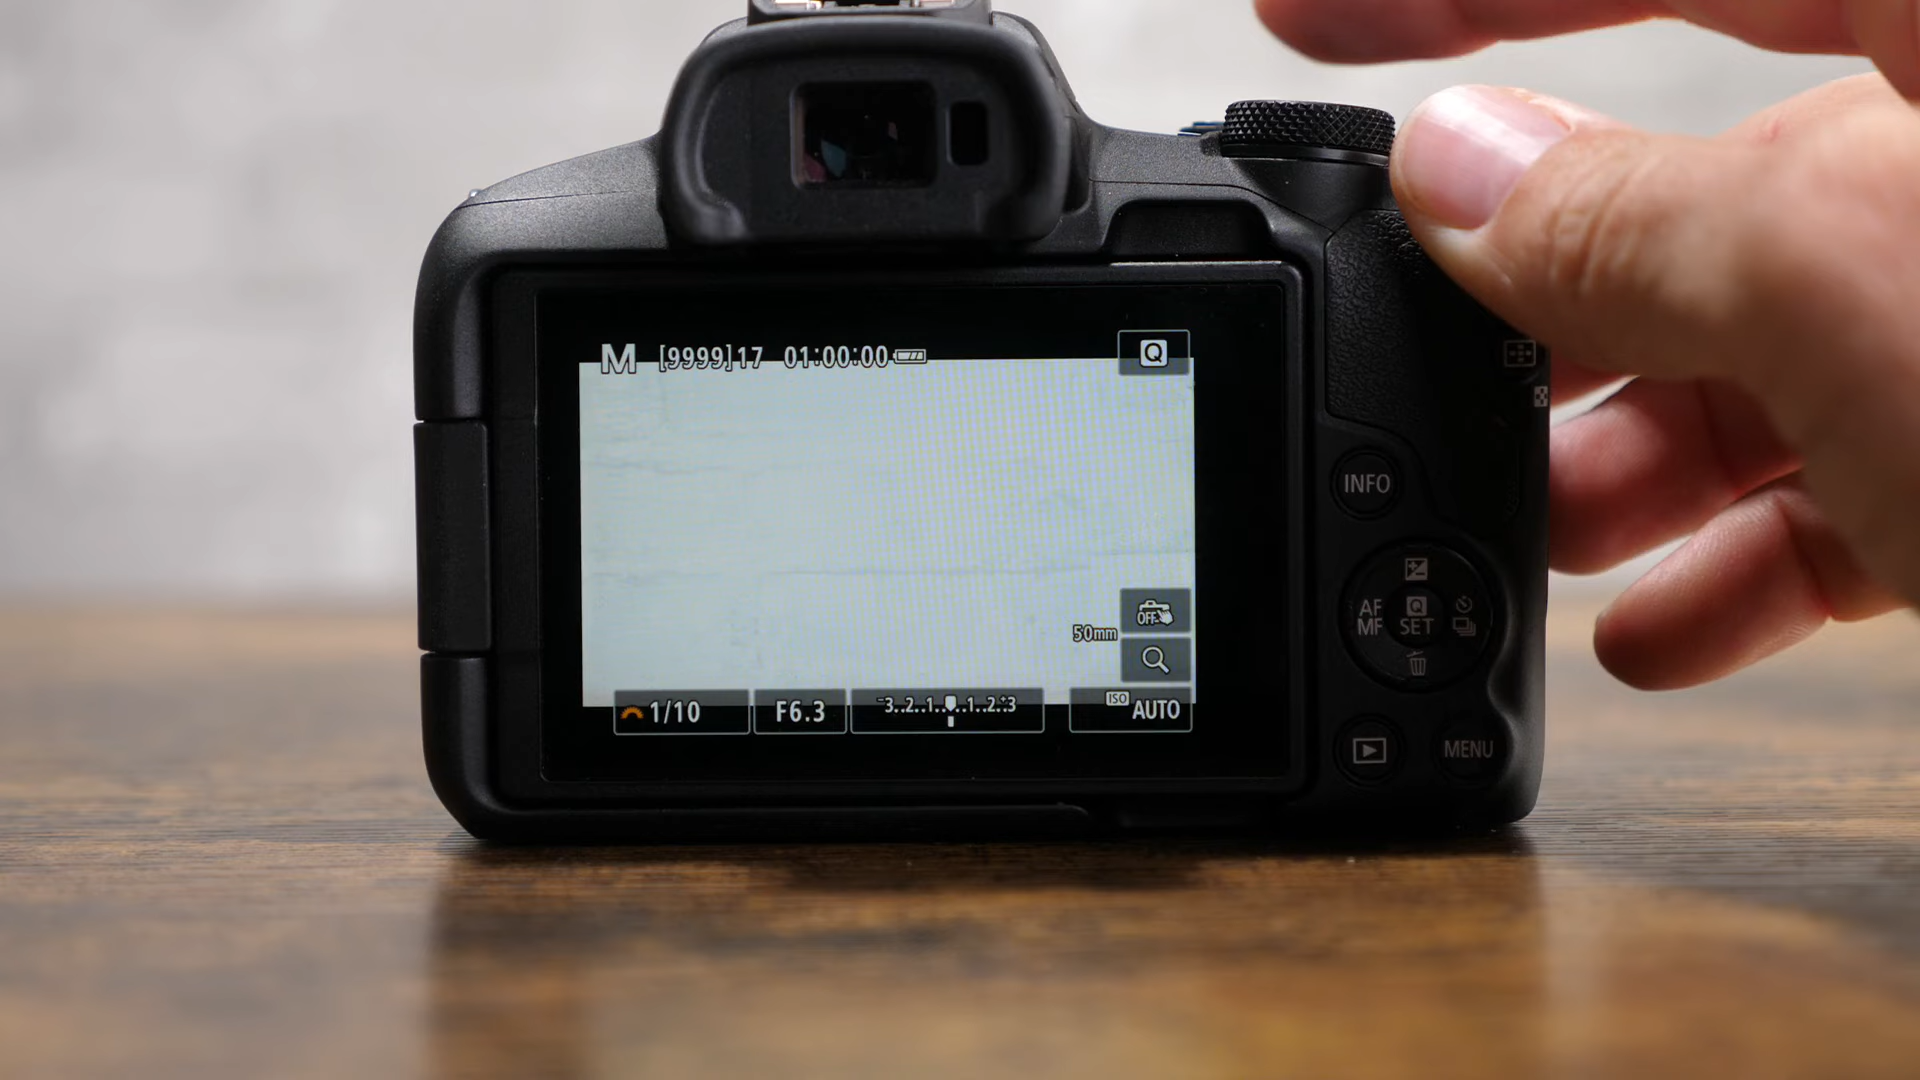 M [9999]17 01:00:00 Q
INFO
OFF
50mm
AF
MF
Q
SET
1/10 F6.3 -3..2..1..0..1..2..+3 ISO AUTO
MENU